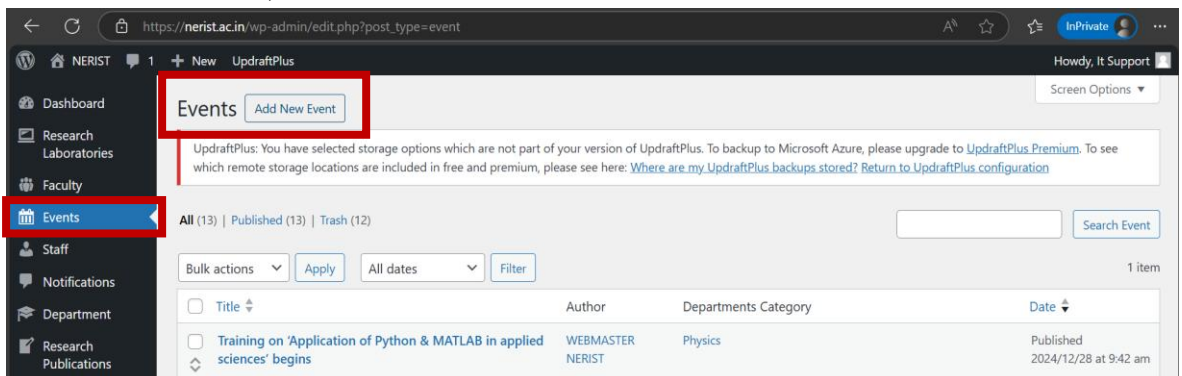 https://nerist.ac.in/wp-admin/edit.php?post_type=event
InPrivate
NERIST 1 + New UpdraftPlus
Howdy, It Support
Dashboard
Research
Laboratories
Faculty
Events
Staff
Notifications
Department
Research
Publications
Screen Options
Events Add New Event
UpdraftPlus: You have selected storage options which are not part of your version of UpdraftPlus. To backup to Microsoft Azure, please upgrade to UpdraftPlus Premium. To see
which remote storage locations are included in free and premium, please see here: Where are my UpdraftPlus backups stored? Return to UpdraftPlus configuration
All (13) | Published (13) | Trash (12)
Search Event
Bulk actions Apply All dates Filter
1 item
Title Author Departments Category Date
Training on 'Application of Python & MATLAB in applied
sciences' begins
WEBMASTER
NERIST
Physics
Published
2024/12/28 at 9:42 am